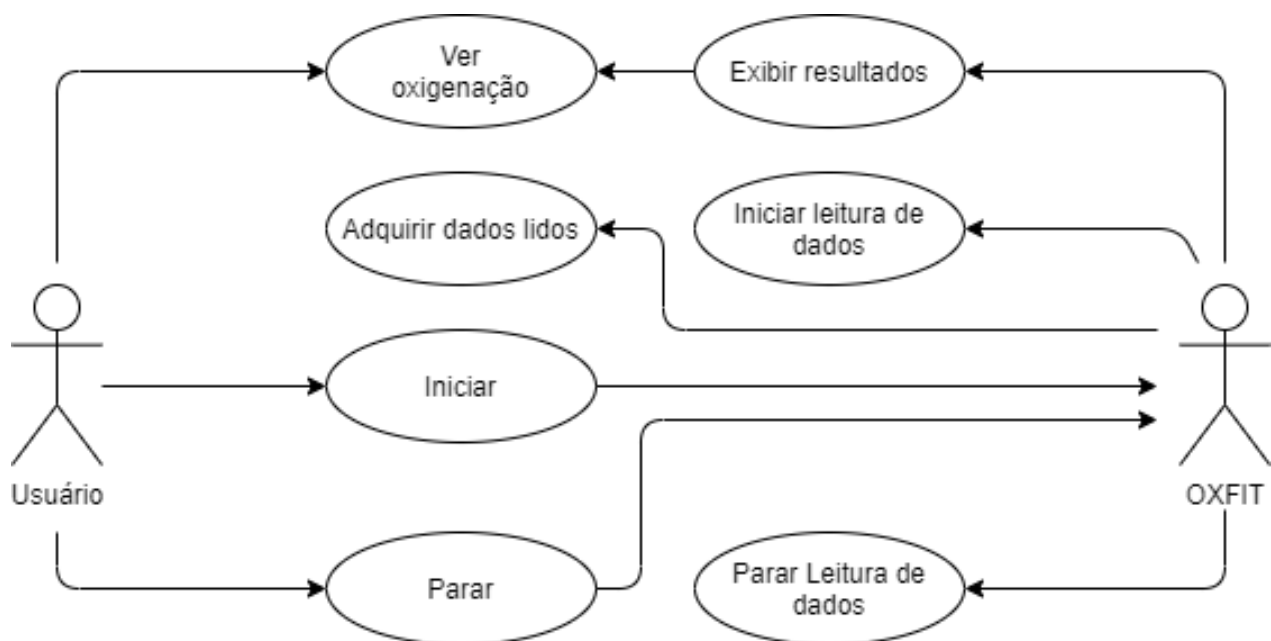 Ver
oxigenação
Exibir resultados
Adquirir dados lidos
Iniciar leitura de
dados
Iniciar
Usuário
OXFIT
Parar
Parar Leitura de
dados